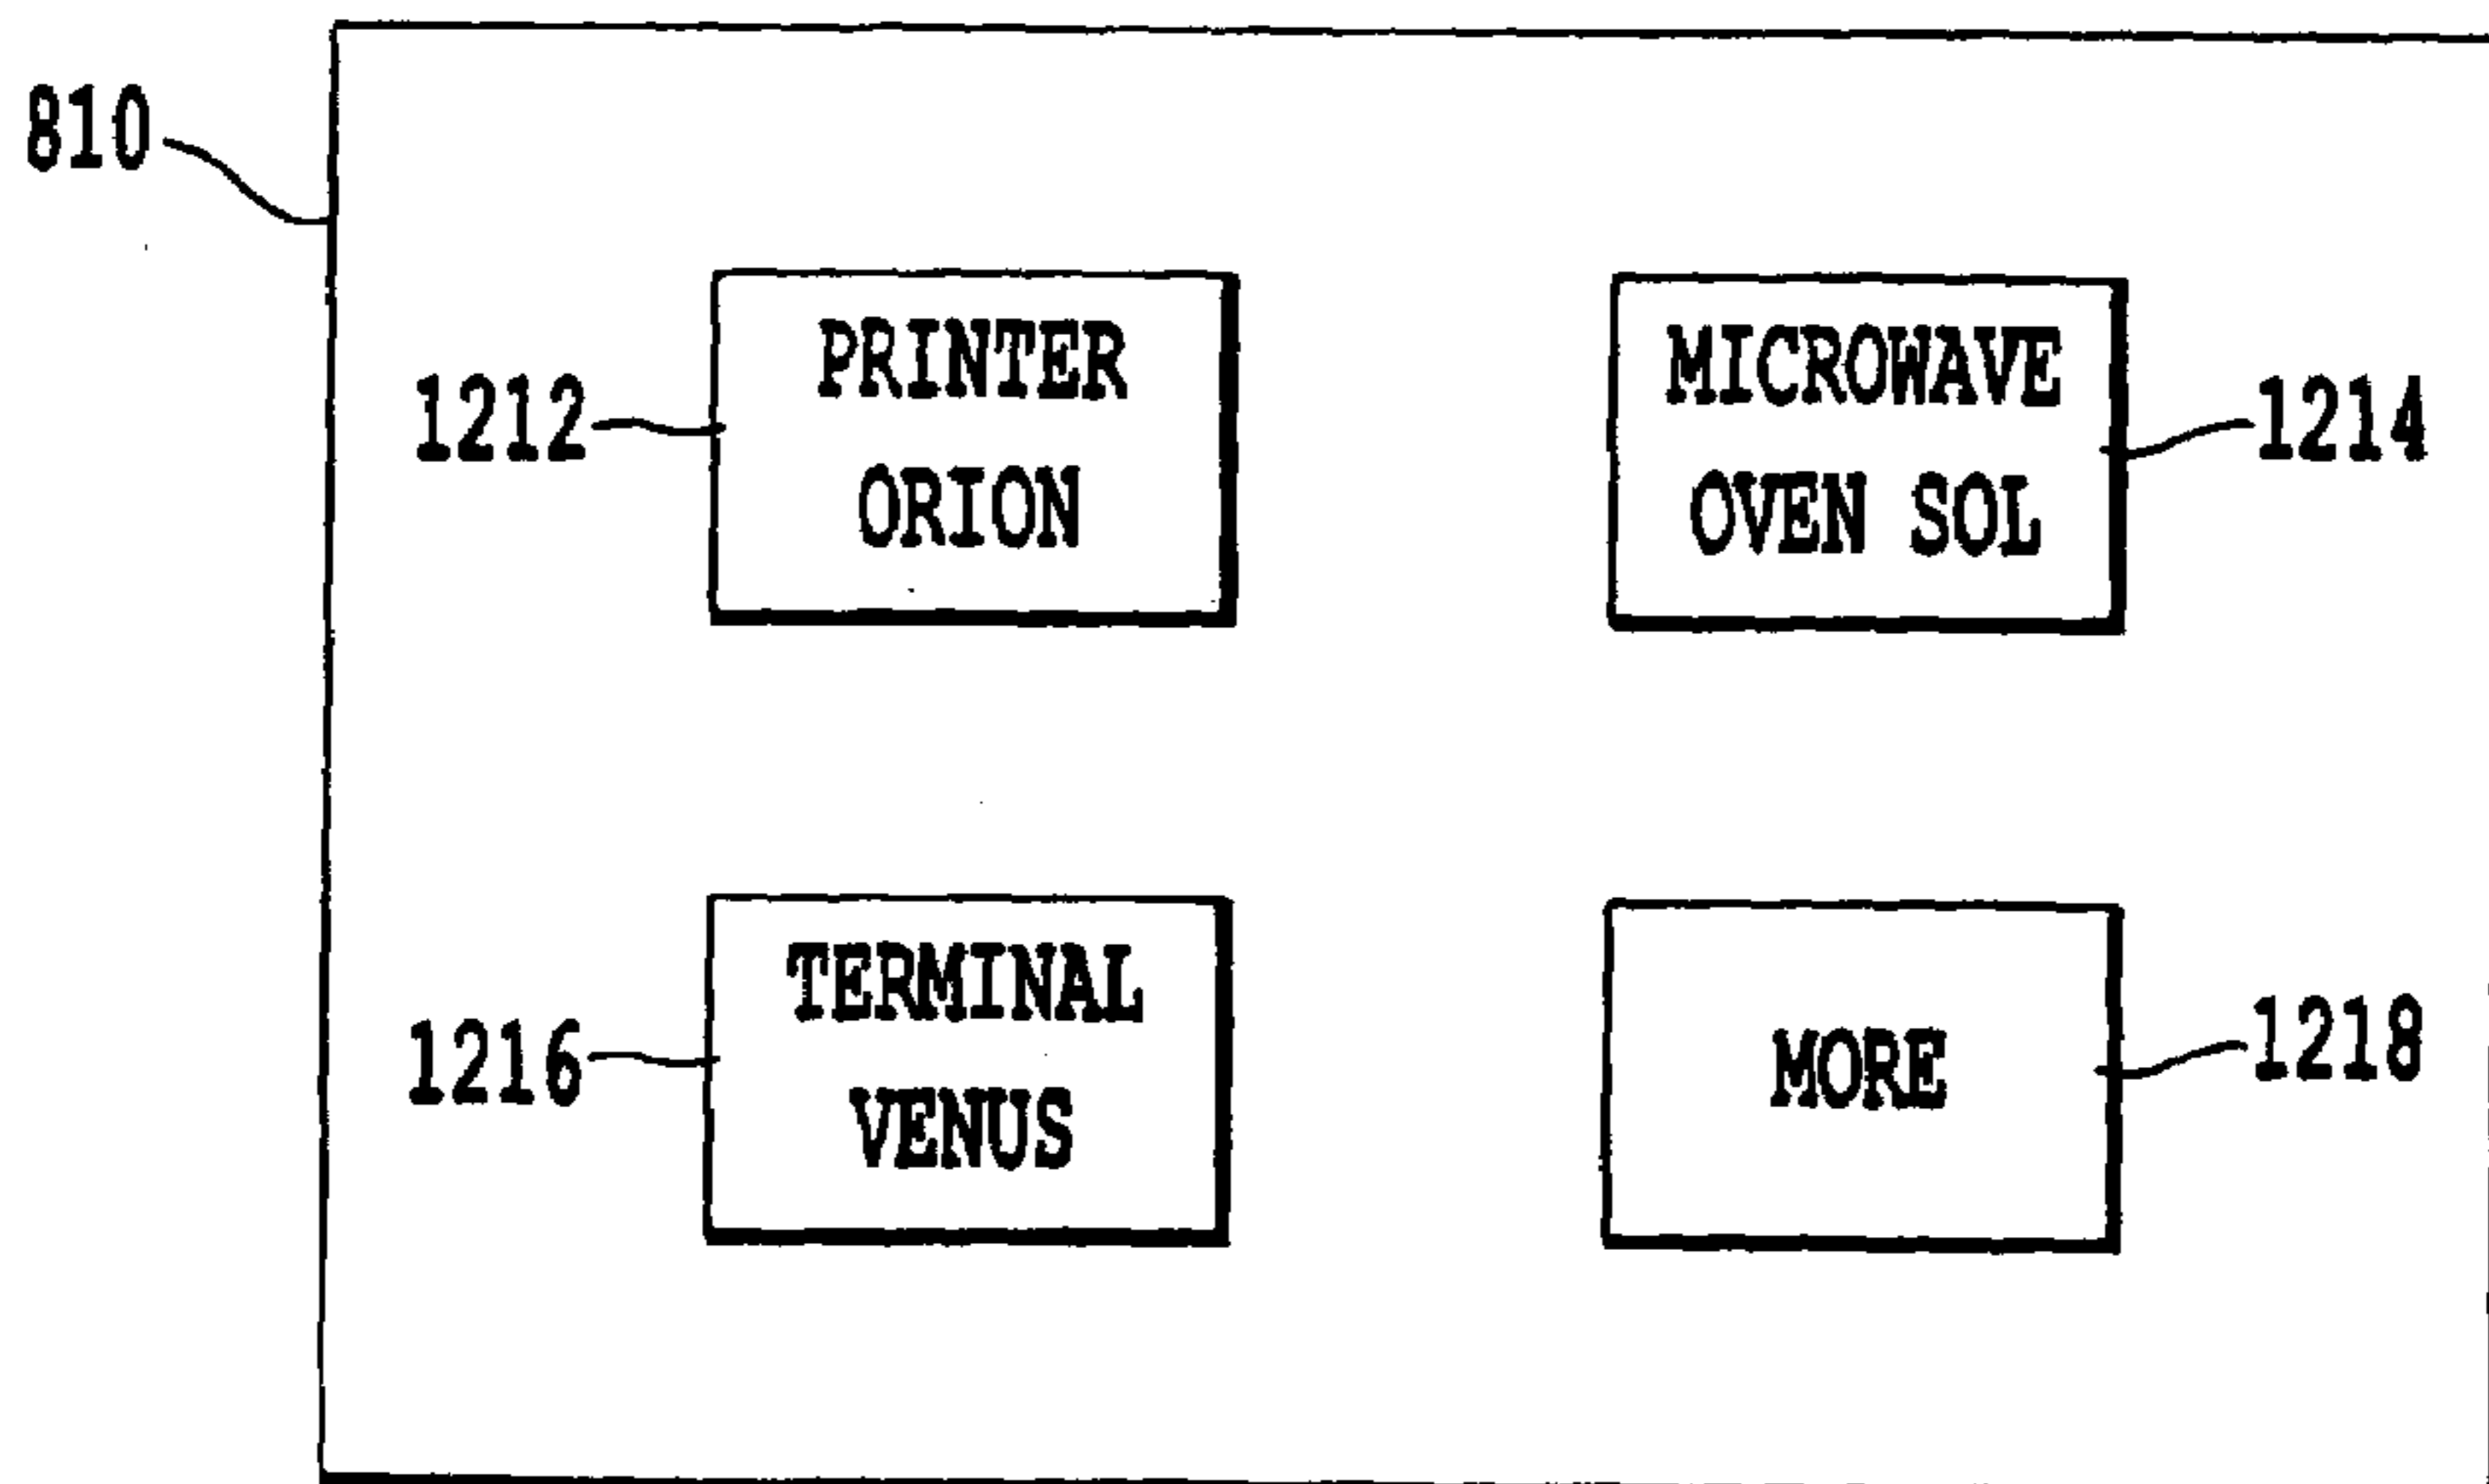 810
PRINTER
ORION
1212
MICROWAVE
OVEN SOL
1214
TERMINAL
VENUS
1216
MORE
1218